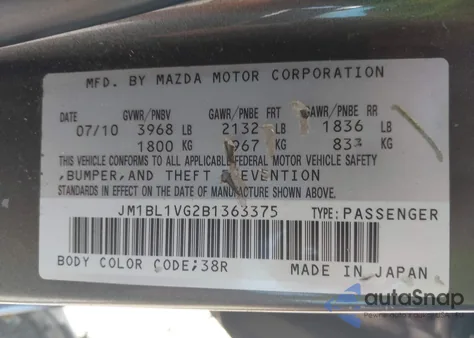 MFD. BY MAZDA MOTOR CORPORATION
DATE GVWR/PNBV GAWR/PNBE FRT GAWR/PNBE RR
07/10 3968 LB 2132 LB 1836 LB
1800 KG 967 KG 833 KG
THIS VEHICLE CONFORMS TO ALL APPLICABLE FEDERAL MOTOR VEHICLE SAFETY
,BUMPER,AND THEFT PREVENTION
STANDARDS IN EFFECT ON DATE OF MANUFACTURE SHOWN ABOVE.
JM1BL1VG2B1363375 TYPE:PASSENGER
BODY COLOR CODE;38R MADE IN JAPAN
autoSnap